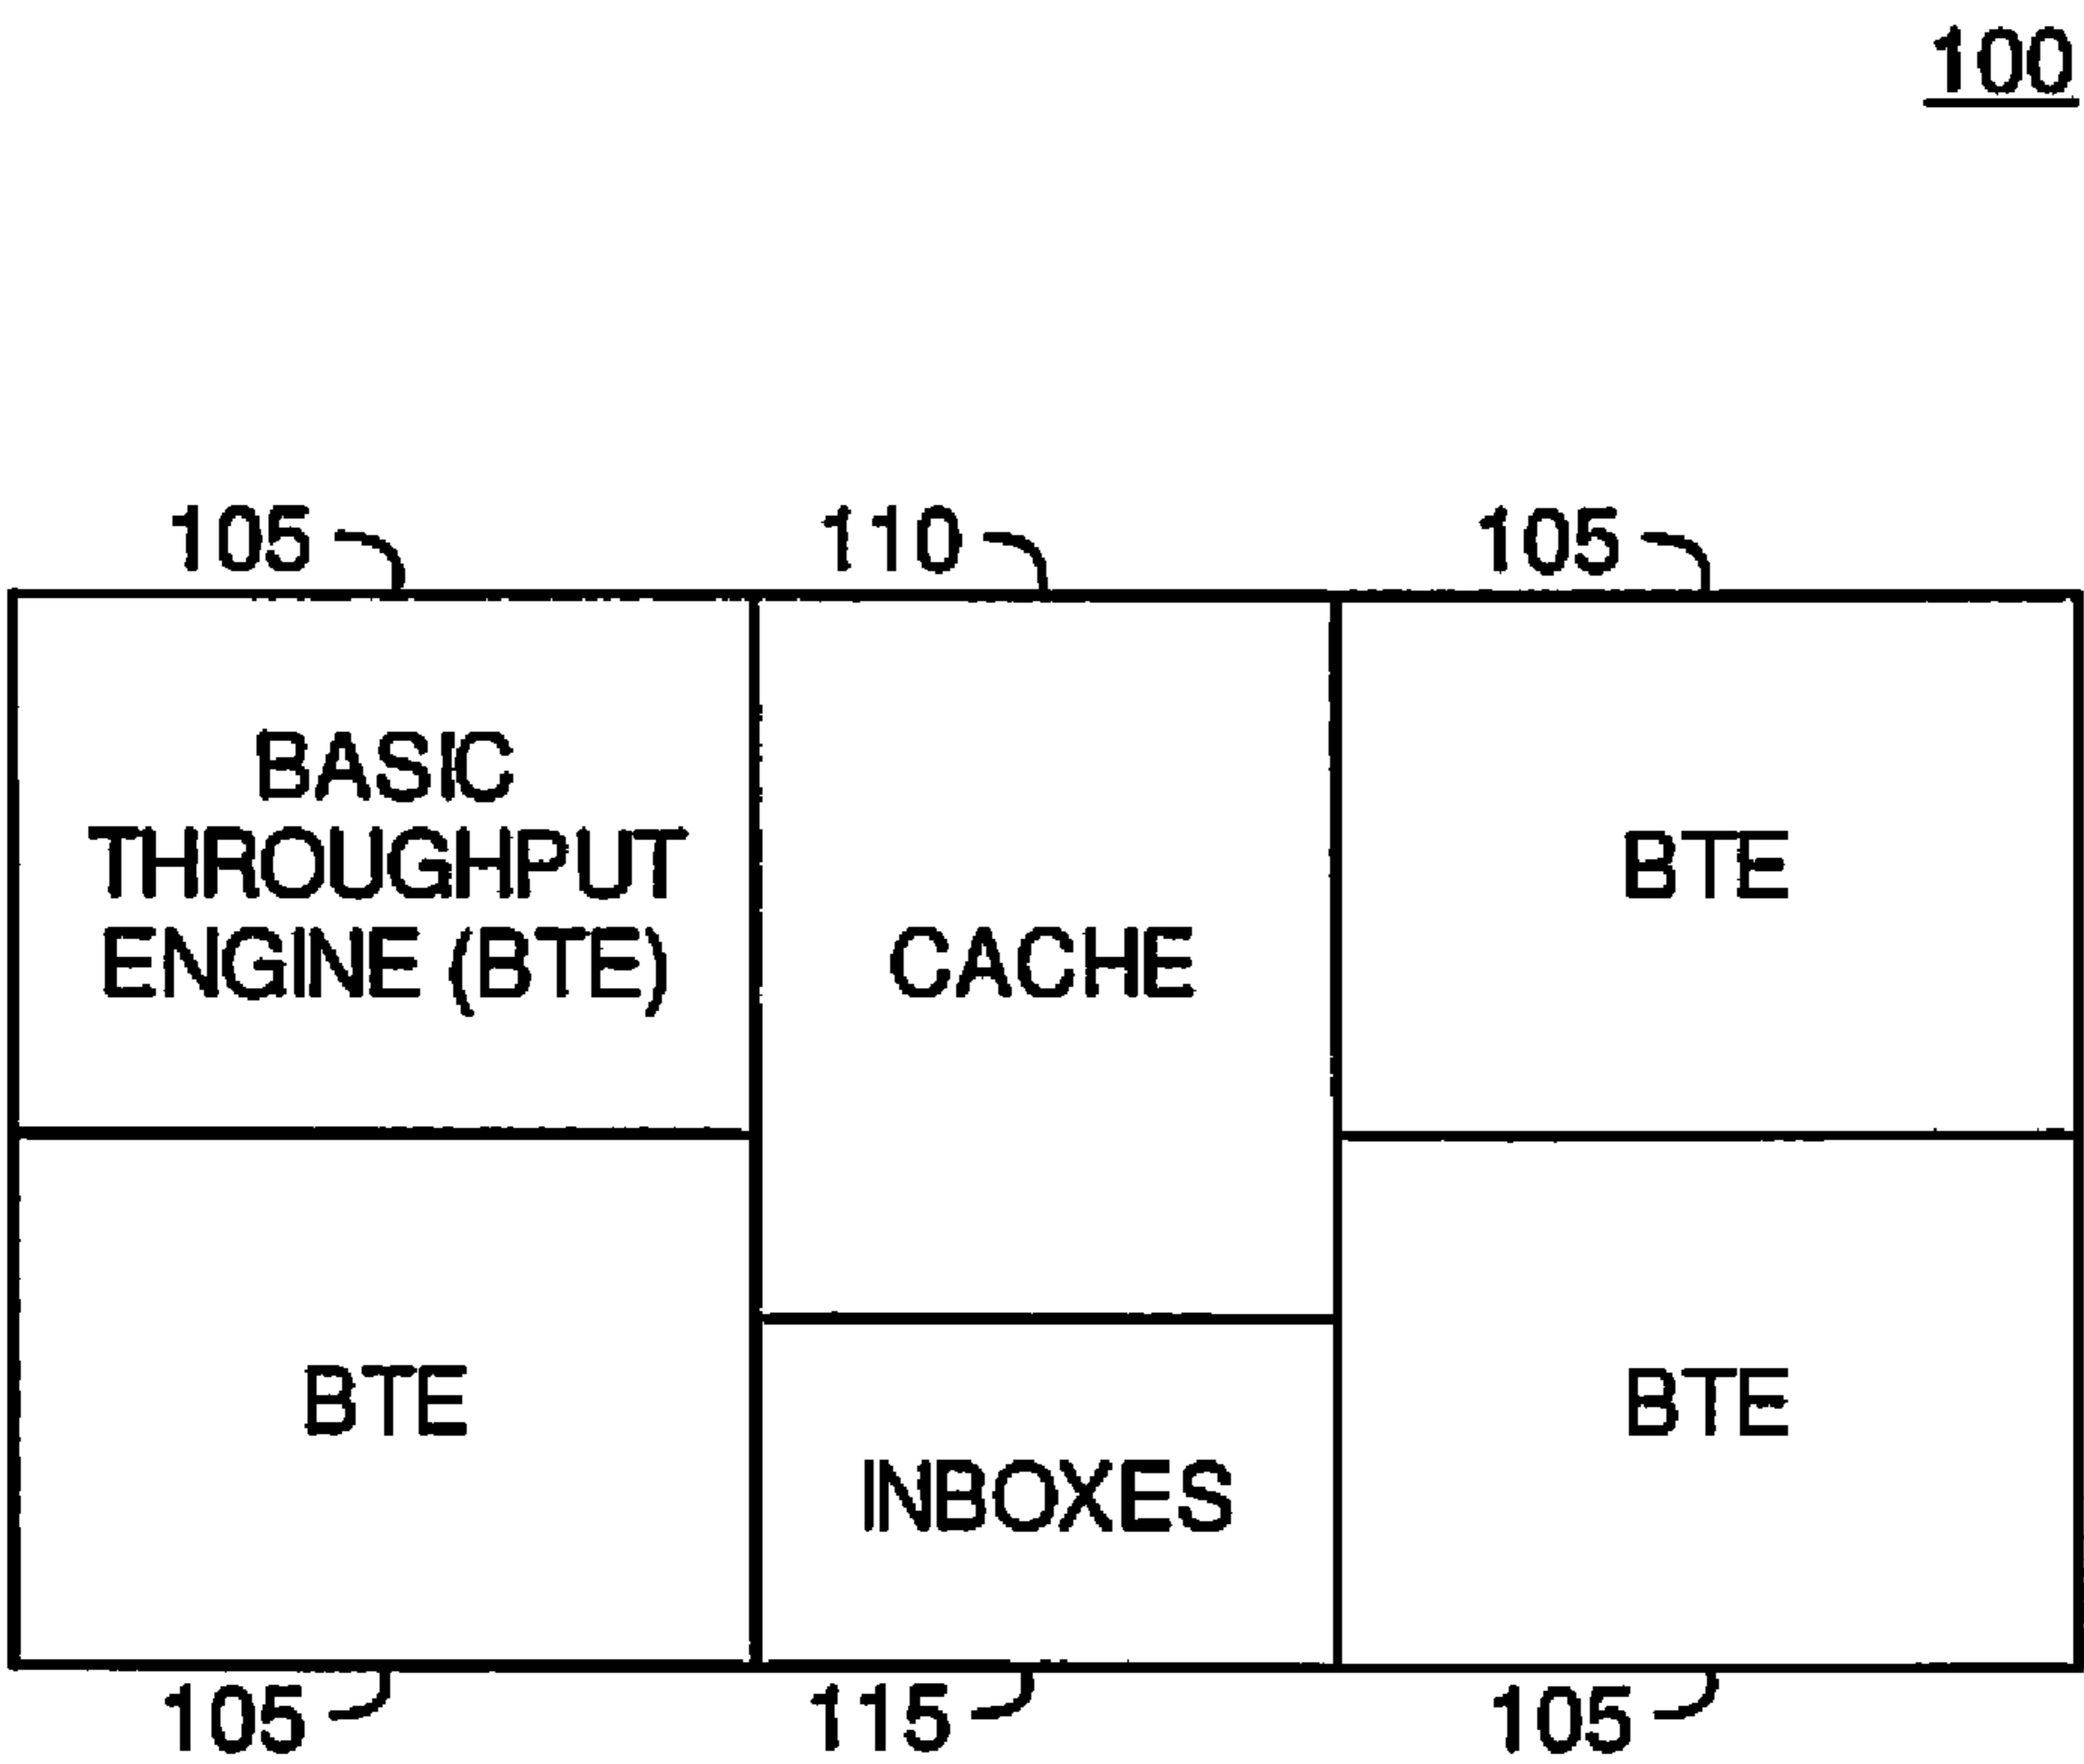 100
105
110
105
BASIC
THROUGHPUT
ENGINE (BTE)
CACHE
BTE
BTE
INBOXES
BTE
105
115
105